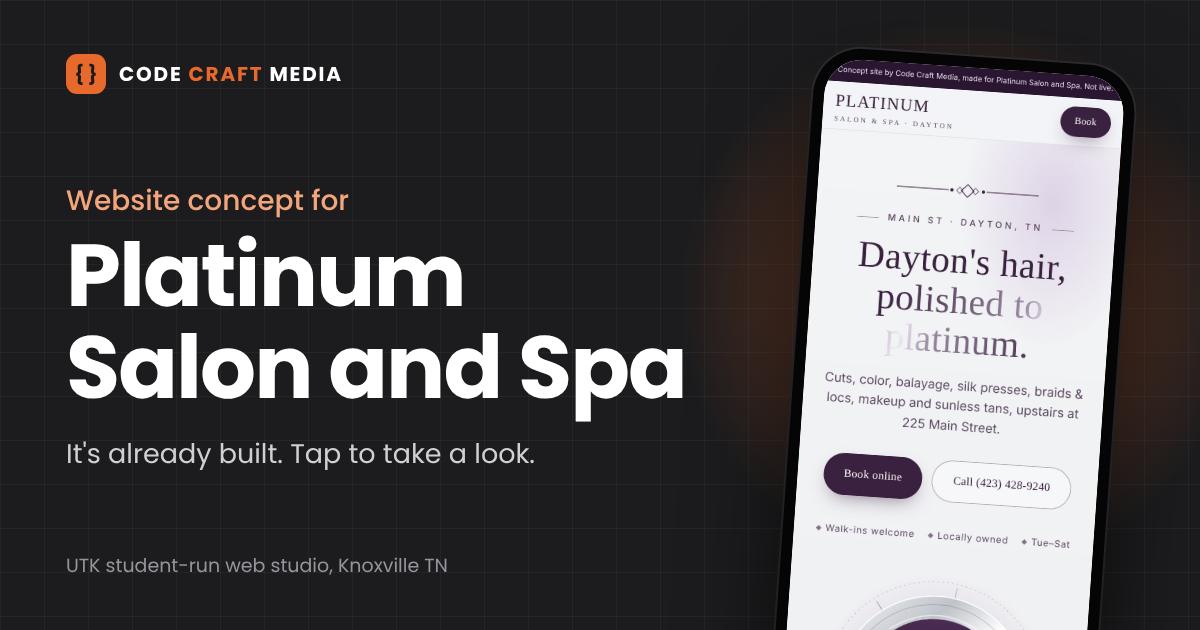 { } CODE CRAFT MEDIA
Website concept for
Platinum
Salon and Spa
It's already built. Tap to take a look.
UTK student-run web studio, Knoxville TN
Concept site by Code Craft Media, made for Platinum Salon and Spa. Not live.
PLATINUM
SALON & SPA · DAYTON
Book
MAIN ST · DAYTON, TN
Dayton's hair,
polished to
platinum.
Cuts, color, balayage, silk presses, braids &
locs, makeup and sunless tans, upstairs at
225 Main Street.
Book online
Call (423) 428-9240
◆ Walk-ins welcome ◆ Locally owned ◆ Tue–Sat